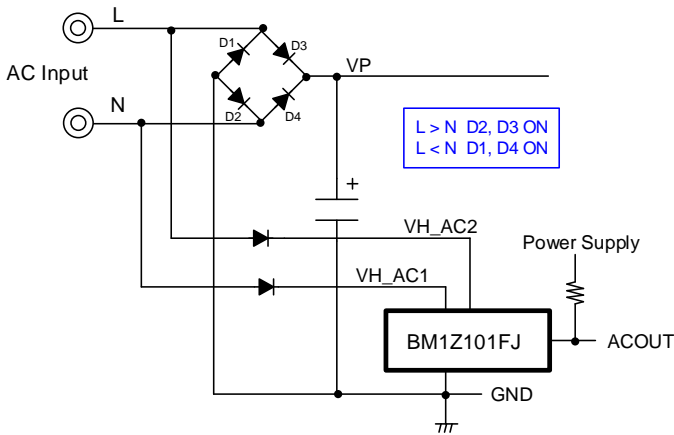 L
D1
D3
AC Input
VP
N
D2
D4
L > N D2, D3 ON
L < N D1, D4 ON
+
VH_AC2
Power Supply
VH_AC1
BM1Z101FJ
ACOUT
GND